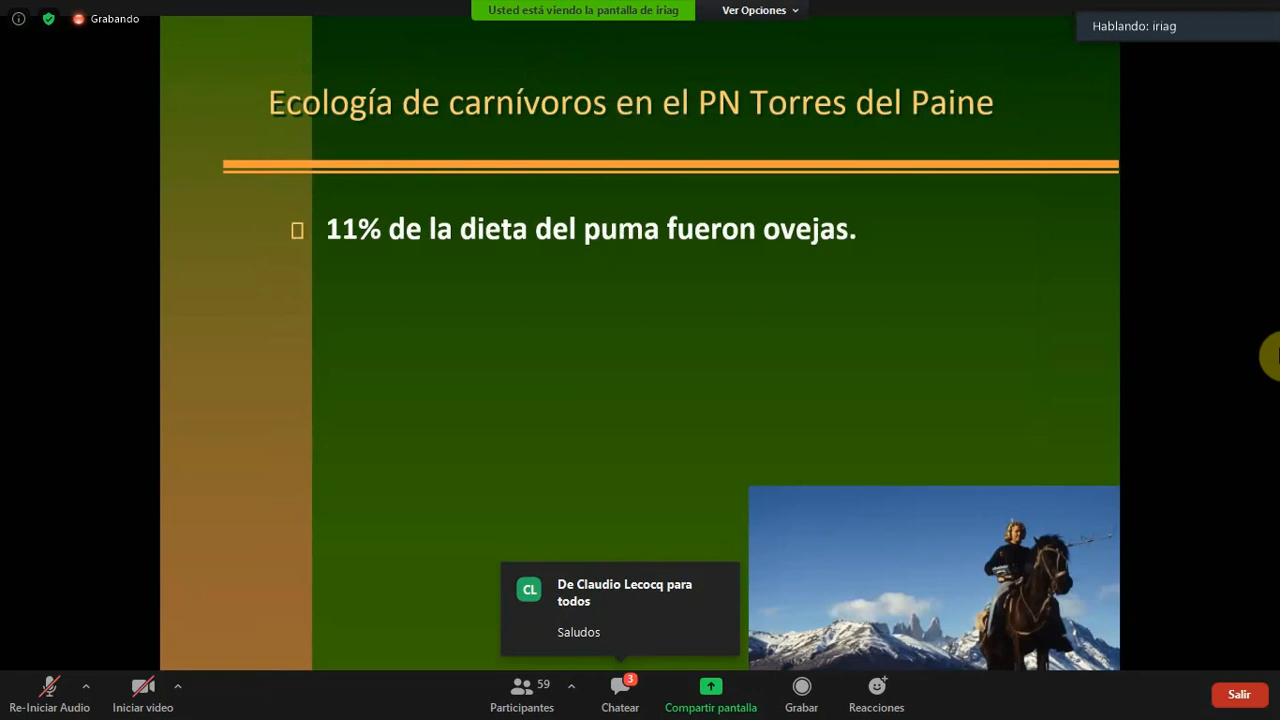 Grabando
Usted está viendo la pantalla de iriag
Ver Opciones
Hablando: iriag
Ecología de carnívoros en el PN Torres del Paine
11% de la dieta del puma fueron ovejas.
CL
De Claudio Lecocq para
todos
Saludos
Re-Iniciar Audio
Iniciar video
59
Participantes
3
Chatear
Compartir pantalla
Grabar
Reacciones
Salir